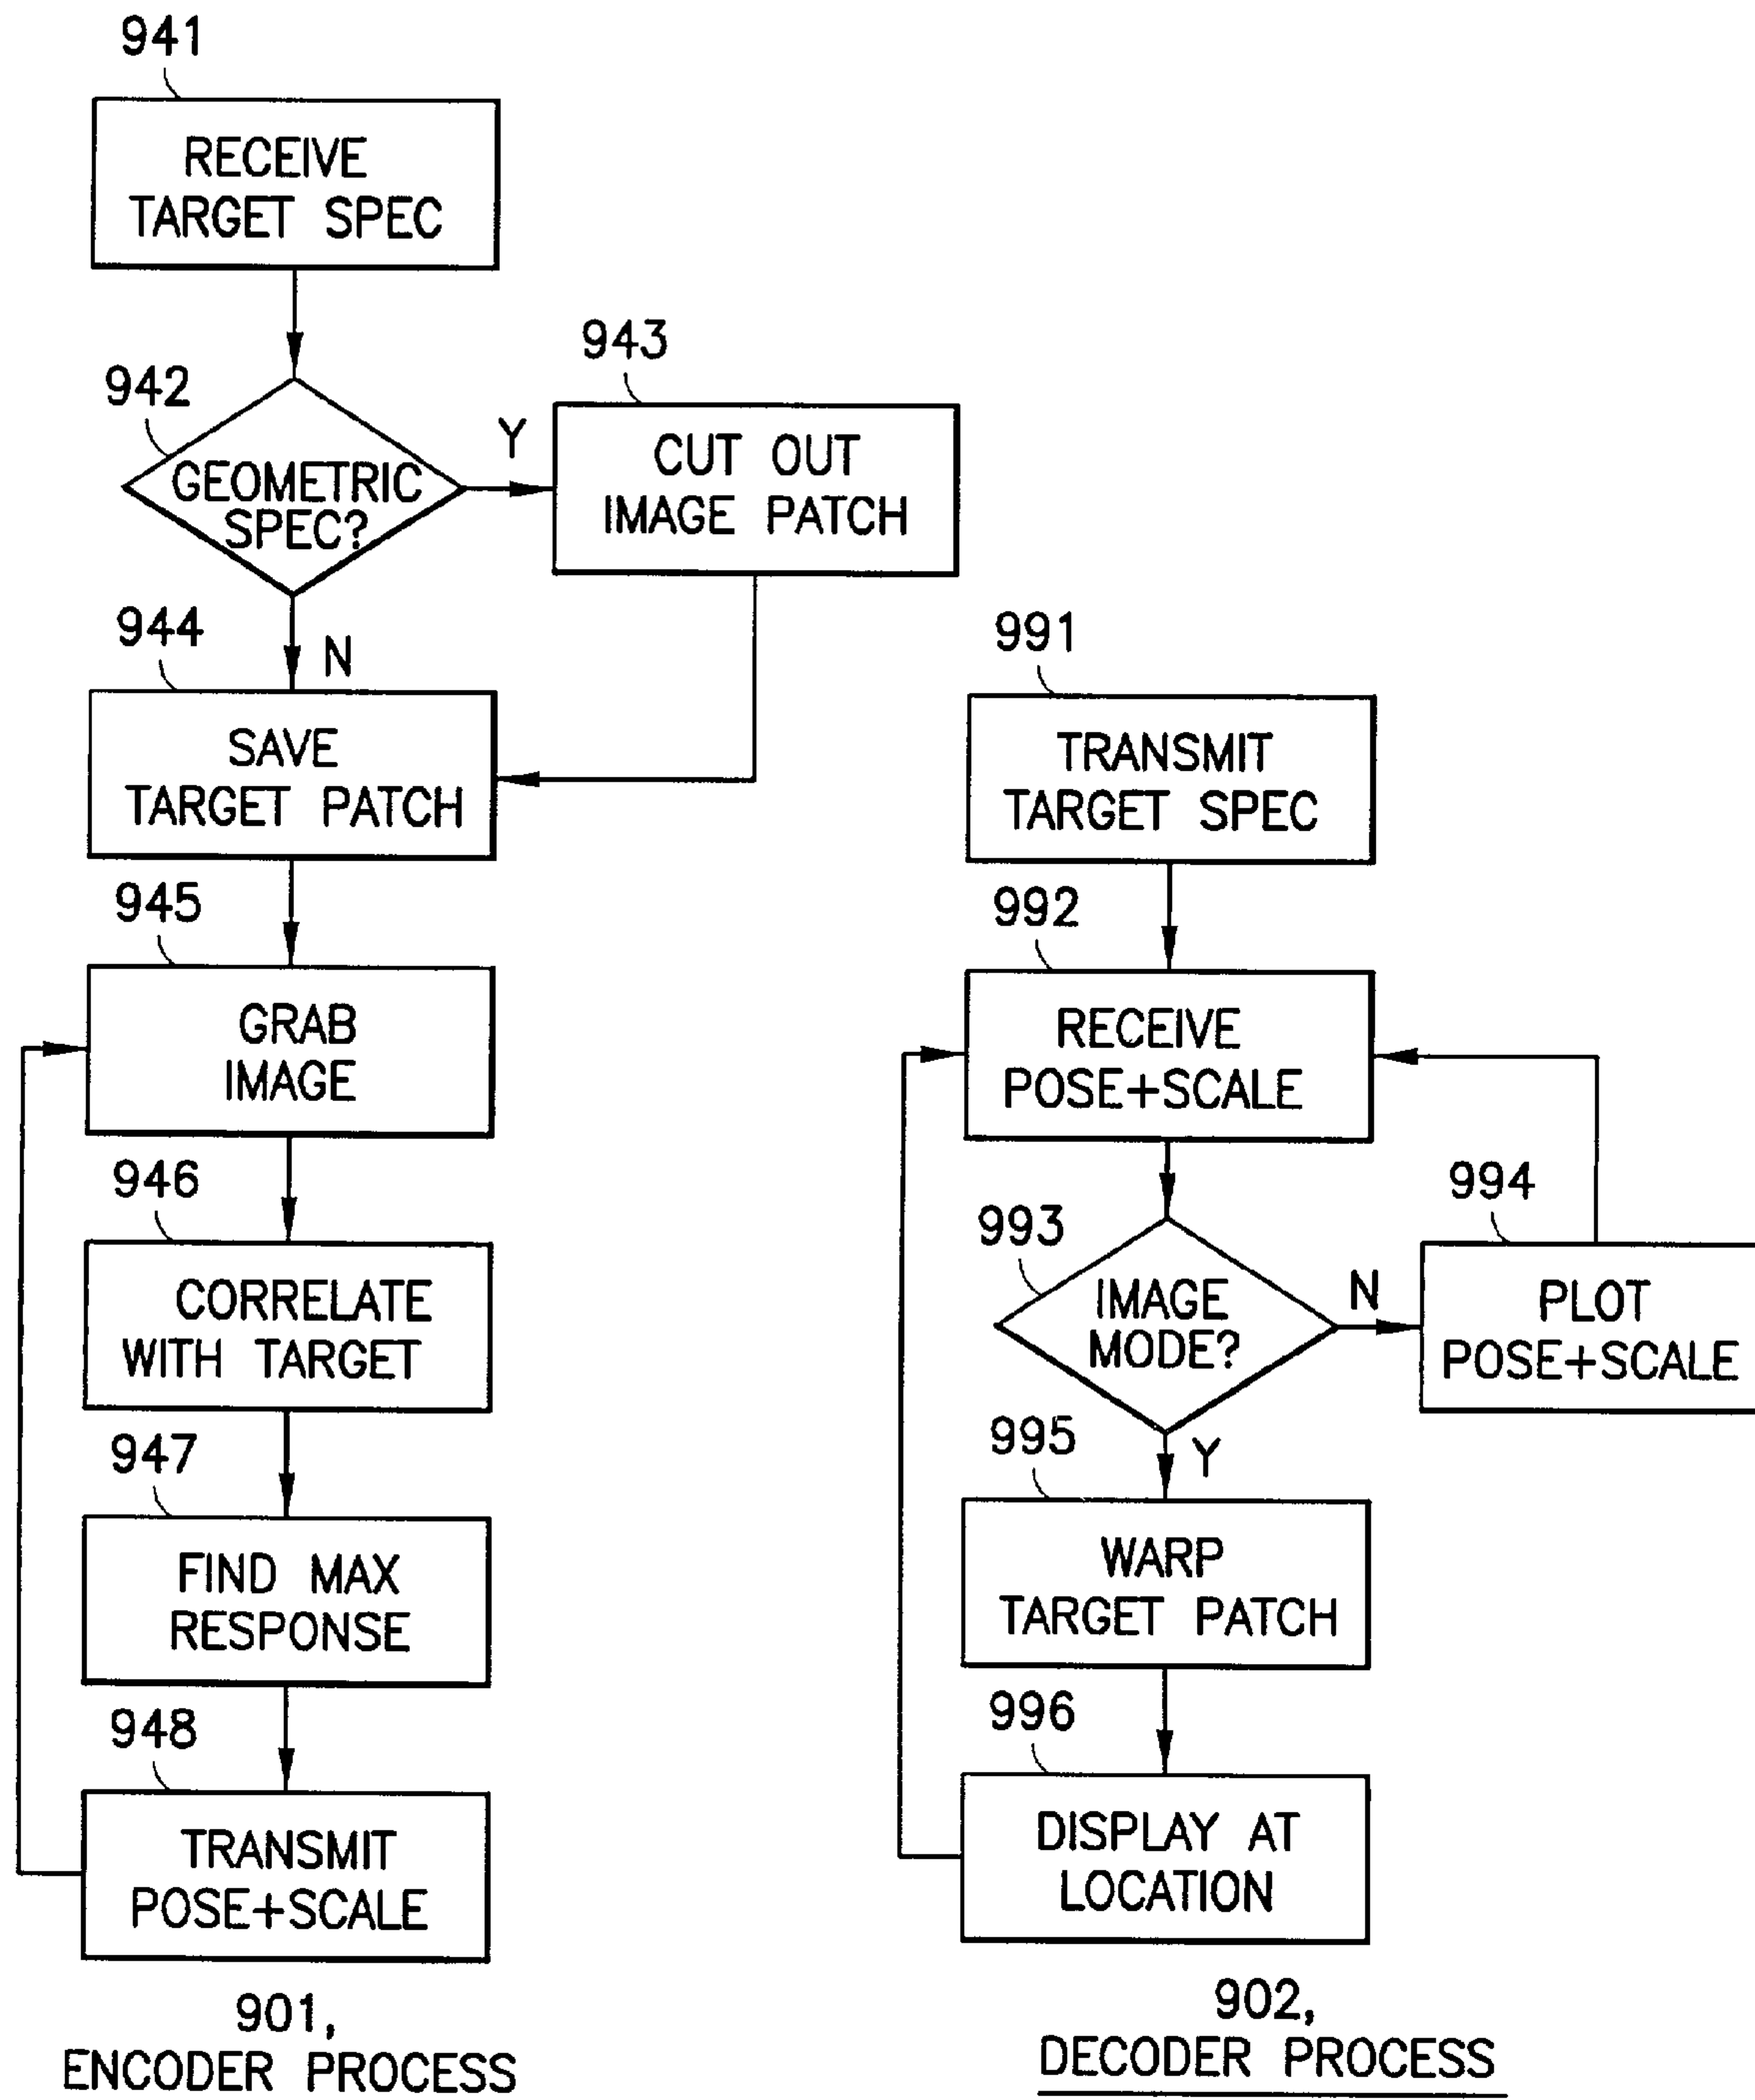 941
RECEIVE
TARGET SPEC
942
GEOMETRIC
SPEC?
Y
943
CUT OUT
IMAGE PATCH
N
944
SAVE
TARGET PATCH
945
GRAB
IMAGE
946
CORRELATE
WITH TARGET
947
FIND MAX
RESPONSE
948
TRANSMIT
POSE+SCALE
901,
ENCODER PROCESS
991
TRANSMIT
TARGET SPEC
992
RECEIVE
POSE+SCALE
993
IMAGE
MODE?
N
994
PLOT
POSE+SCALE
Y
995
WARP
TARGET PATCH
996
DISPLAY AT
LOCATION
902,
DECODER PROCESS